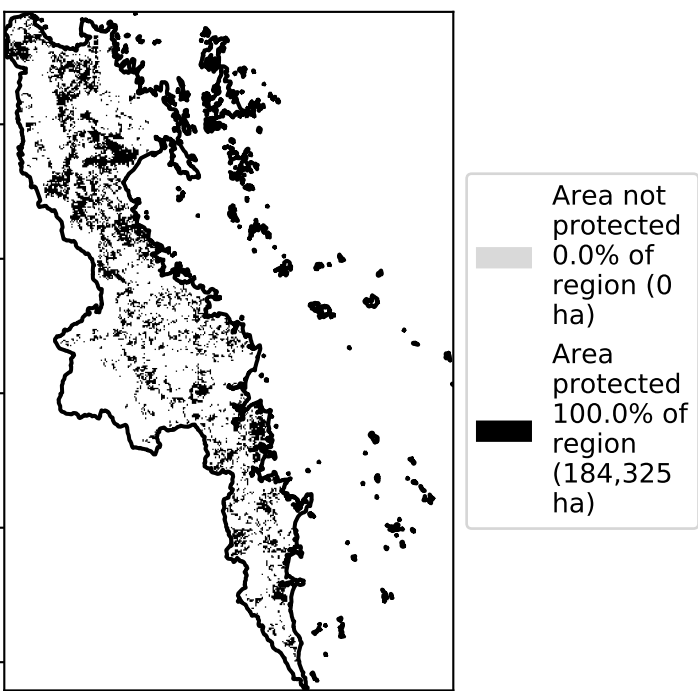 Area not
protected
0.0% of
region (0
ha)
Area
protected
100.0% of
region
(184,325
ha)